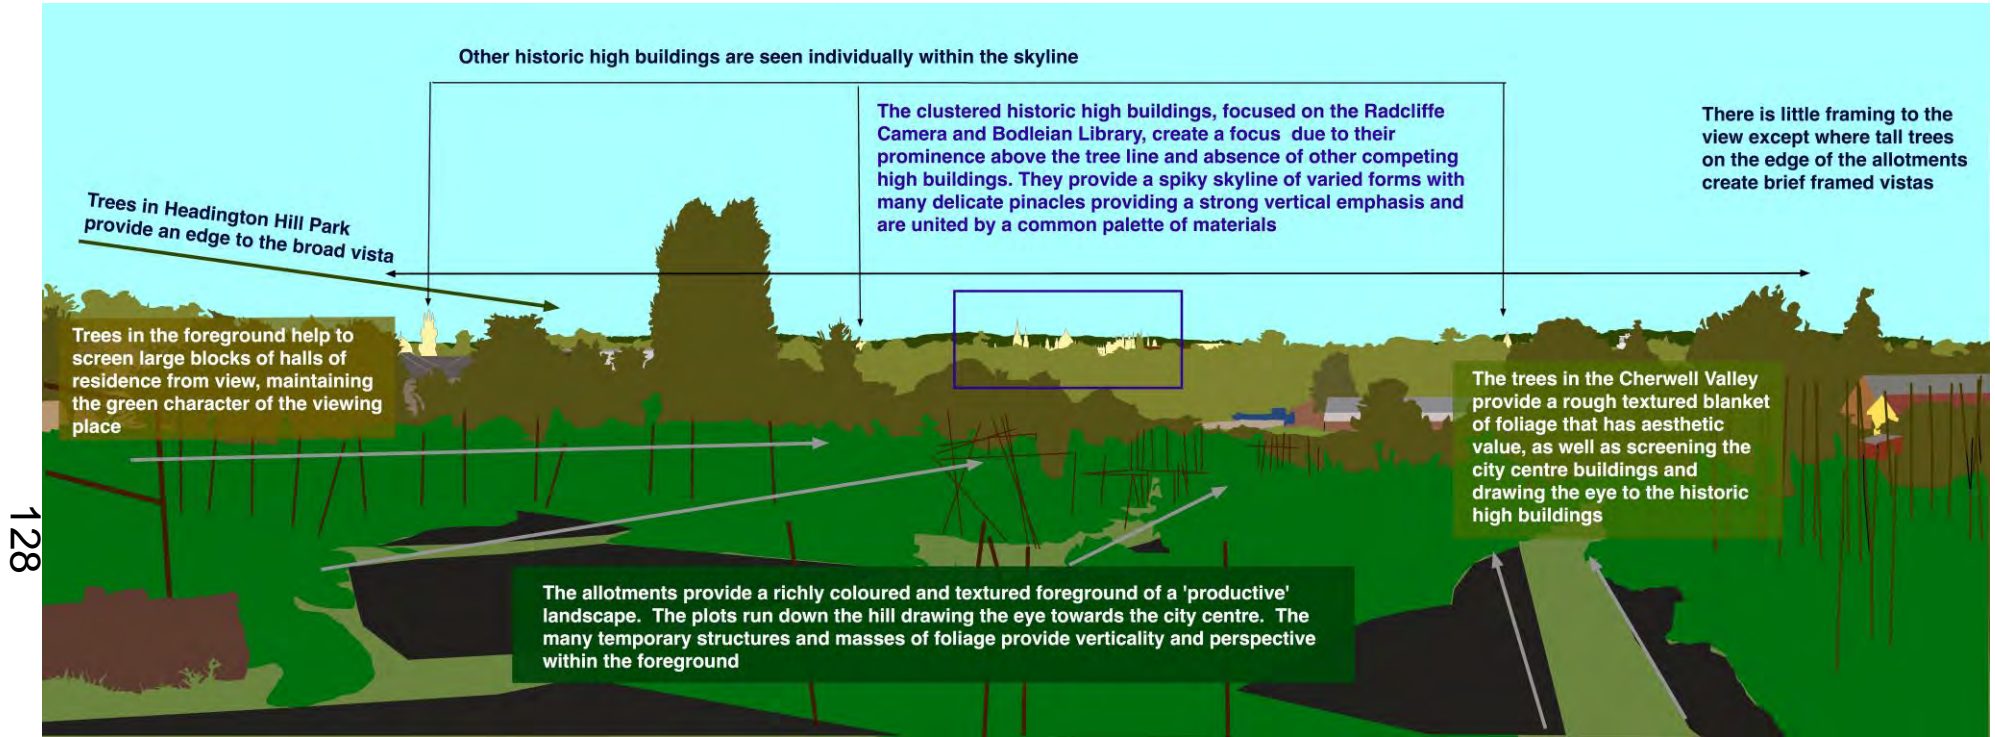 Other historic high buildings are seen individually within the skyline
The clustered historic high buildings, focused on the Radcliffe
Camera and Bodleian Library, create a focus due to their
prominence above the tree line and absence of other competing
high buildings. They provide a spiky skyline of varied forms with
many delicate pinacles providing a strong vertical emphasis and
are united by a common palette of materials
There is little framing to the
view except where tall trees
on the edge of the allotments
create brief framed vistas
Trees in Headington Hill Park
provide an edge to the broad vista
Trees in the foreground help to
screen large blocks of halls of
residence from view, maintaining
the green character of the viewing
place
The trees in the Cherwell Valley
provide a rough textured blanket
of foliage that has aesthetic
value, as well as screening the
city centre buildings and
drawing the eye to the historic
high buildings
The allotments provide a richly coloured and textured foreground of a 'productive'
landscape. The plots run down the hill drawing the eye towards the city centre. The
many temporary structures and masses of foliage provide verticality and perspective
within the foreground
128